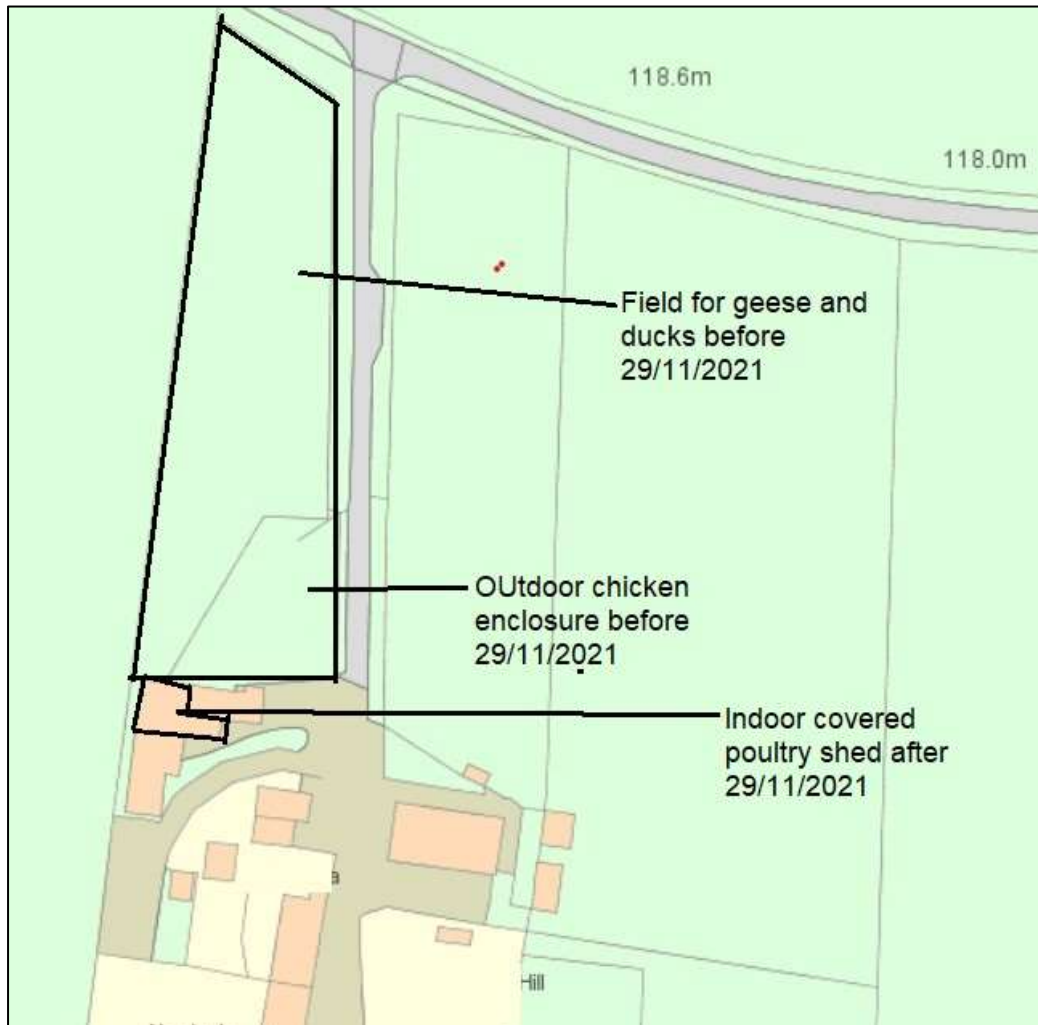 118.6m
118.0m
Field for geese and
ducks before
29/11/2021
OUtdoor chicken
enclosure before
29/11/2021
Indoor covered
poultry shed after
29/11/2021
a
Hill